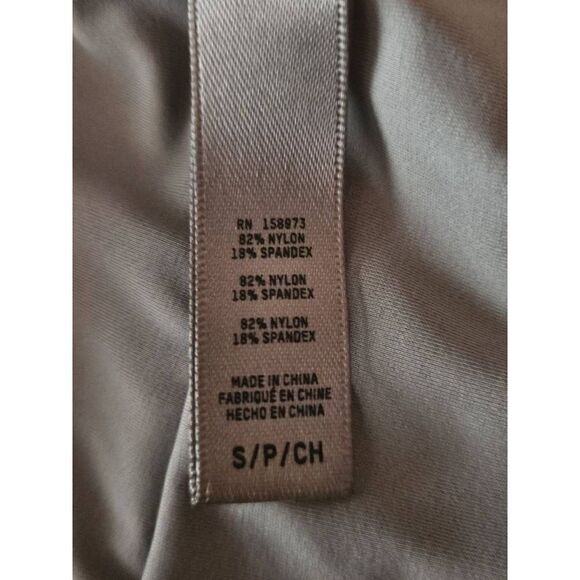 RN 158973
82% NYLON
18% SPANDEX
82% NYLON
18% SPANDEX
82% NYLON
18% SPANDEX
MADE IN CHINA
FABRIQUÉ EN CHINE
HECHO EN CHINA
S/P/CH